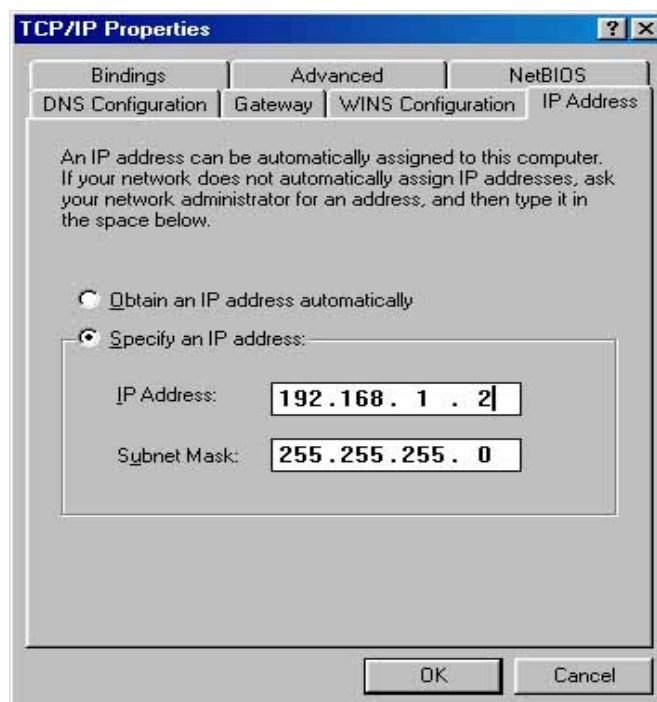 TCP/IP Properties
Bindings Advanced NetBIOS
DNS Configuration Gateway WINS Configuration IP Address
An IP address can be automatically assigned to this computer.
If your network does not automatically assign IP addresses, ask
your network administrator for an address, and then type it in
the space below.
Obtain an IP address automatically
Specify an IP address:
IP Address: 192.168. 1 . 2
Subnet Mask: 255.255.255. 0
OK Cancel